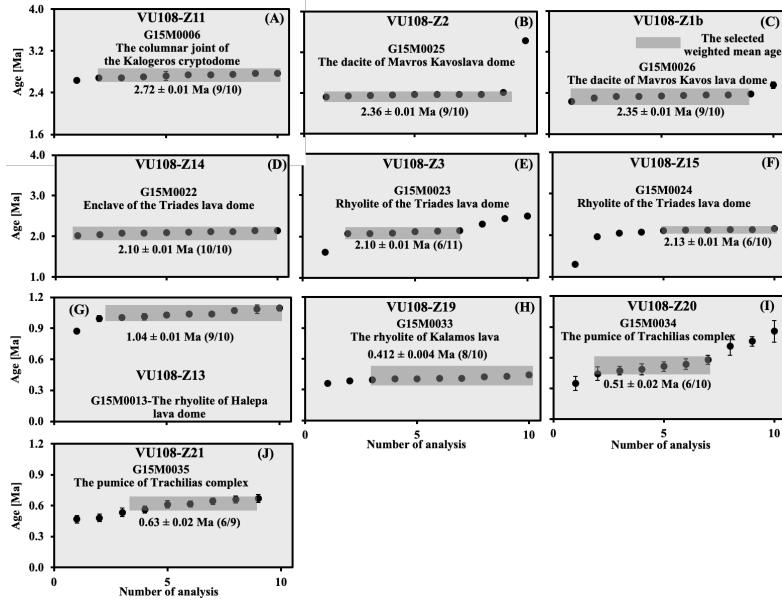 VU108-Z11
(A)
G15M0006
The columnar joint of
the Kalogeros cryptodome
2.72 ± 0.01 Ma (9/10)
Age [Ma]
3.6
2.8
2.0
1.2
VU108-Z2
(B)
G15M0025
The dacite of Mavros Kavoslava dome
2.36 ± 0.01 Ma (9/10)
VU108-Z1b
(C)
The selected
weighted mean age
G15M0026
The dacite of Mavros Kavos lava dome
2.35 ± 0.01 Ma (9/10)
VU108-Z14
(D)
G15M0022
Enclave of the Triades lava dome
2.10 ± 0.01 Ma (10/10)
Age [Ma]
4.0
3.0
2.0
1.0
VU108-Z3
(E)
G15M0023
Rhyolite of the Triades lava dome
2.10 ± 0.01 Ma (6/11)
VU108-Z15
(F)
G15M0024
Rhyolite of the Triades lava dome
2.13 ± 0.01 Ma (6/10)
(G)
1.04 ± 0.01 Ma (9/10)
VU108-Z13
G15M0013-The rhyolite of Halepa
lava dome
Age [Ma]
1.2
0.9
0.6
0.3
0.0
VU108-Z19
(H)
G15M0033
The rhyolite of Kalamos lava
0.412 ± 0.004 Ma (8/10)
0
5
10
Number of analysis
VU108-Z20
(I)
G15M0034
The pumice of Trachilias complex
0.51 ± 0.02 Ma (6/10)
0
5
10
Number of analysis
VU108-Z21
(J)
G15M0035
The pumice of Trachilias complex
0.63 ± 0.02 Ma (6/9)
Age [Ma]
1.2
0.9
0.6
0.3
0.0
0
5
10
Number of analysis